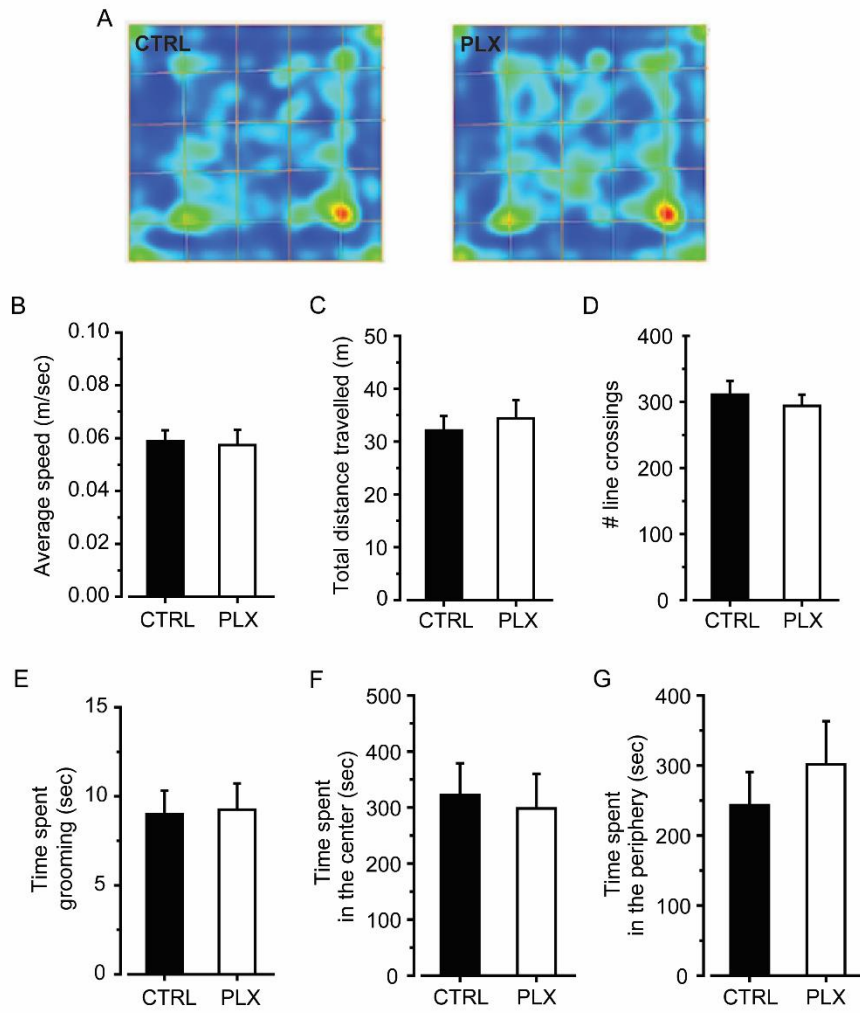 A
CTRL
PLX
B
Average speed (m/sec)
0.10
0.08
0.06
0.04
0.02
0.00
CTRL PLX
C
Total distance travelled (m)
50
40
30
20
10
0
CTRL PLX
D
# line crossings
400
300
200
100
0
CTRL PLX
E
Time spent
grooming (sec)
15
10
5
0
CTRL PLX
F
Time spent
in the center (sec)
500
400
300
200
100
0
CTRL PLX
G
Time spent
in the periphery (sec)
400
300
200
100
0
CTRL PLX